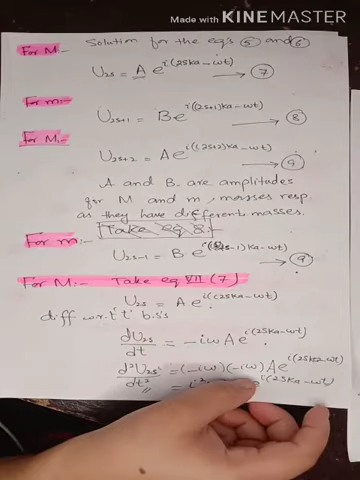 Made with KINEMASTER
For M:- Solution for the eq's ⑤ and ⑥
U2s = A e^i(2ska-ωt) → ⑦
For m:- U2s+1 = B e^i((2s+1)ka-ωt) → ⑧
For M:- U2s+2 = A e^i((2s+2)ka-ωt) → ⑨
A and B are amplitudes
for M and m, masses resp.
as they have different masses.
Take eq 8:-
For m:- U2s-1 = B e^i((2s-1)ka-ωt) → ⑨
For M:- Take eq VII (7)
U2s = A e^i(2ska-ωt)
diff w.r.t 't' b.s's
dU2s/dt = -iω A e^i(2ska-ωt).
d²U2s/dt² = (-iω)(-iω) A e^i(2ska-ωt)
= i² e^i(2ska-ωt)